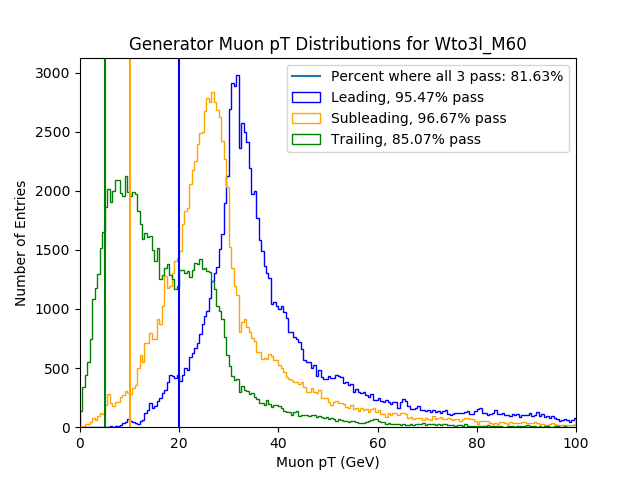 Generator Muon pT Distributions for Wto3l_M60
Percent where all 3 pass: 81.63%
Leading, 95.47% pass
Subleading, 96.67% pass
Trailing, 85.07% pass
Number of Entries
3000
2500
2000
1500
1000
500
0
0 20 40 60 80 100
Muon pT (GeV)